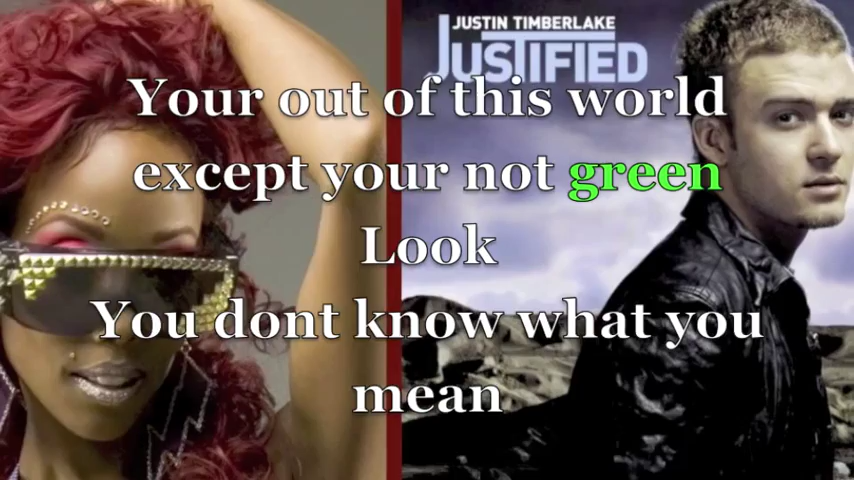 JUSTIN TIMBERLAKE
JUSTIFIED
Your out of this world
except your not green
Look
You dont know what you
mean